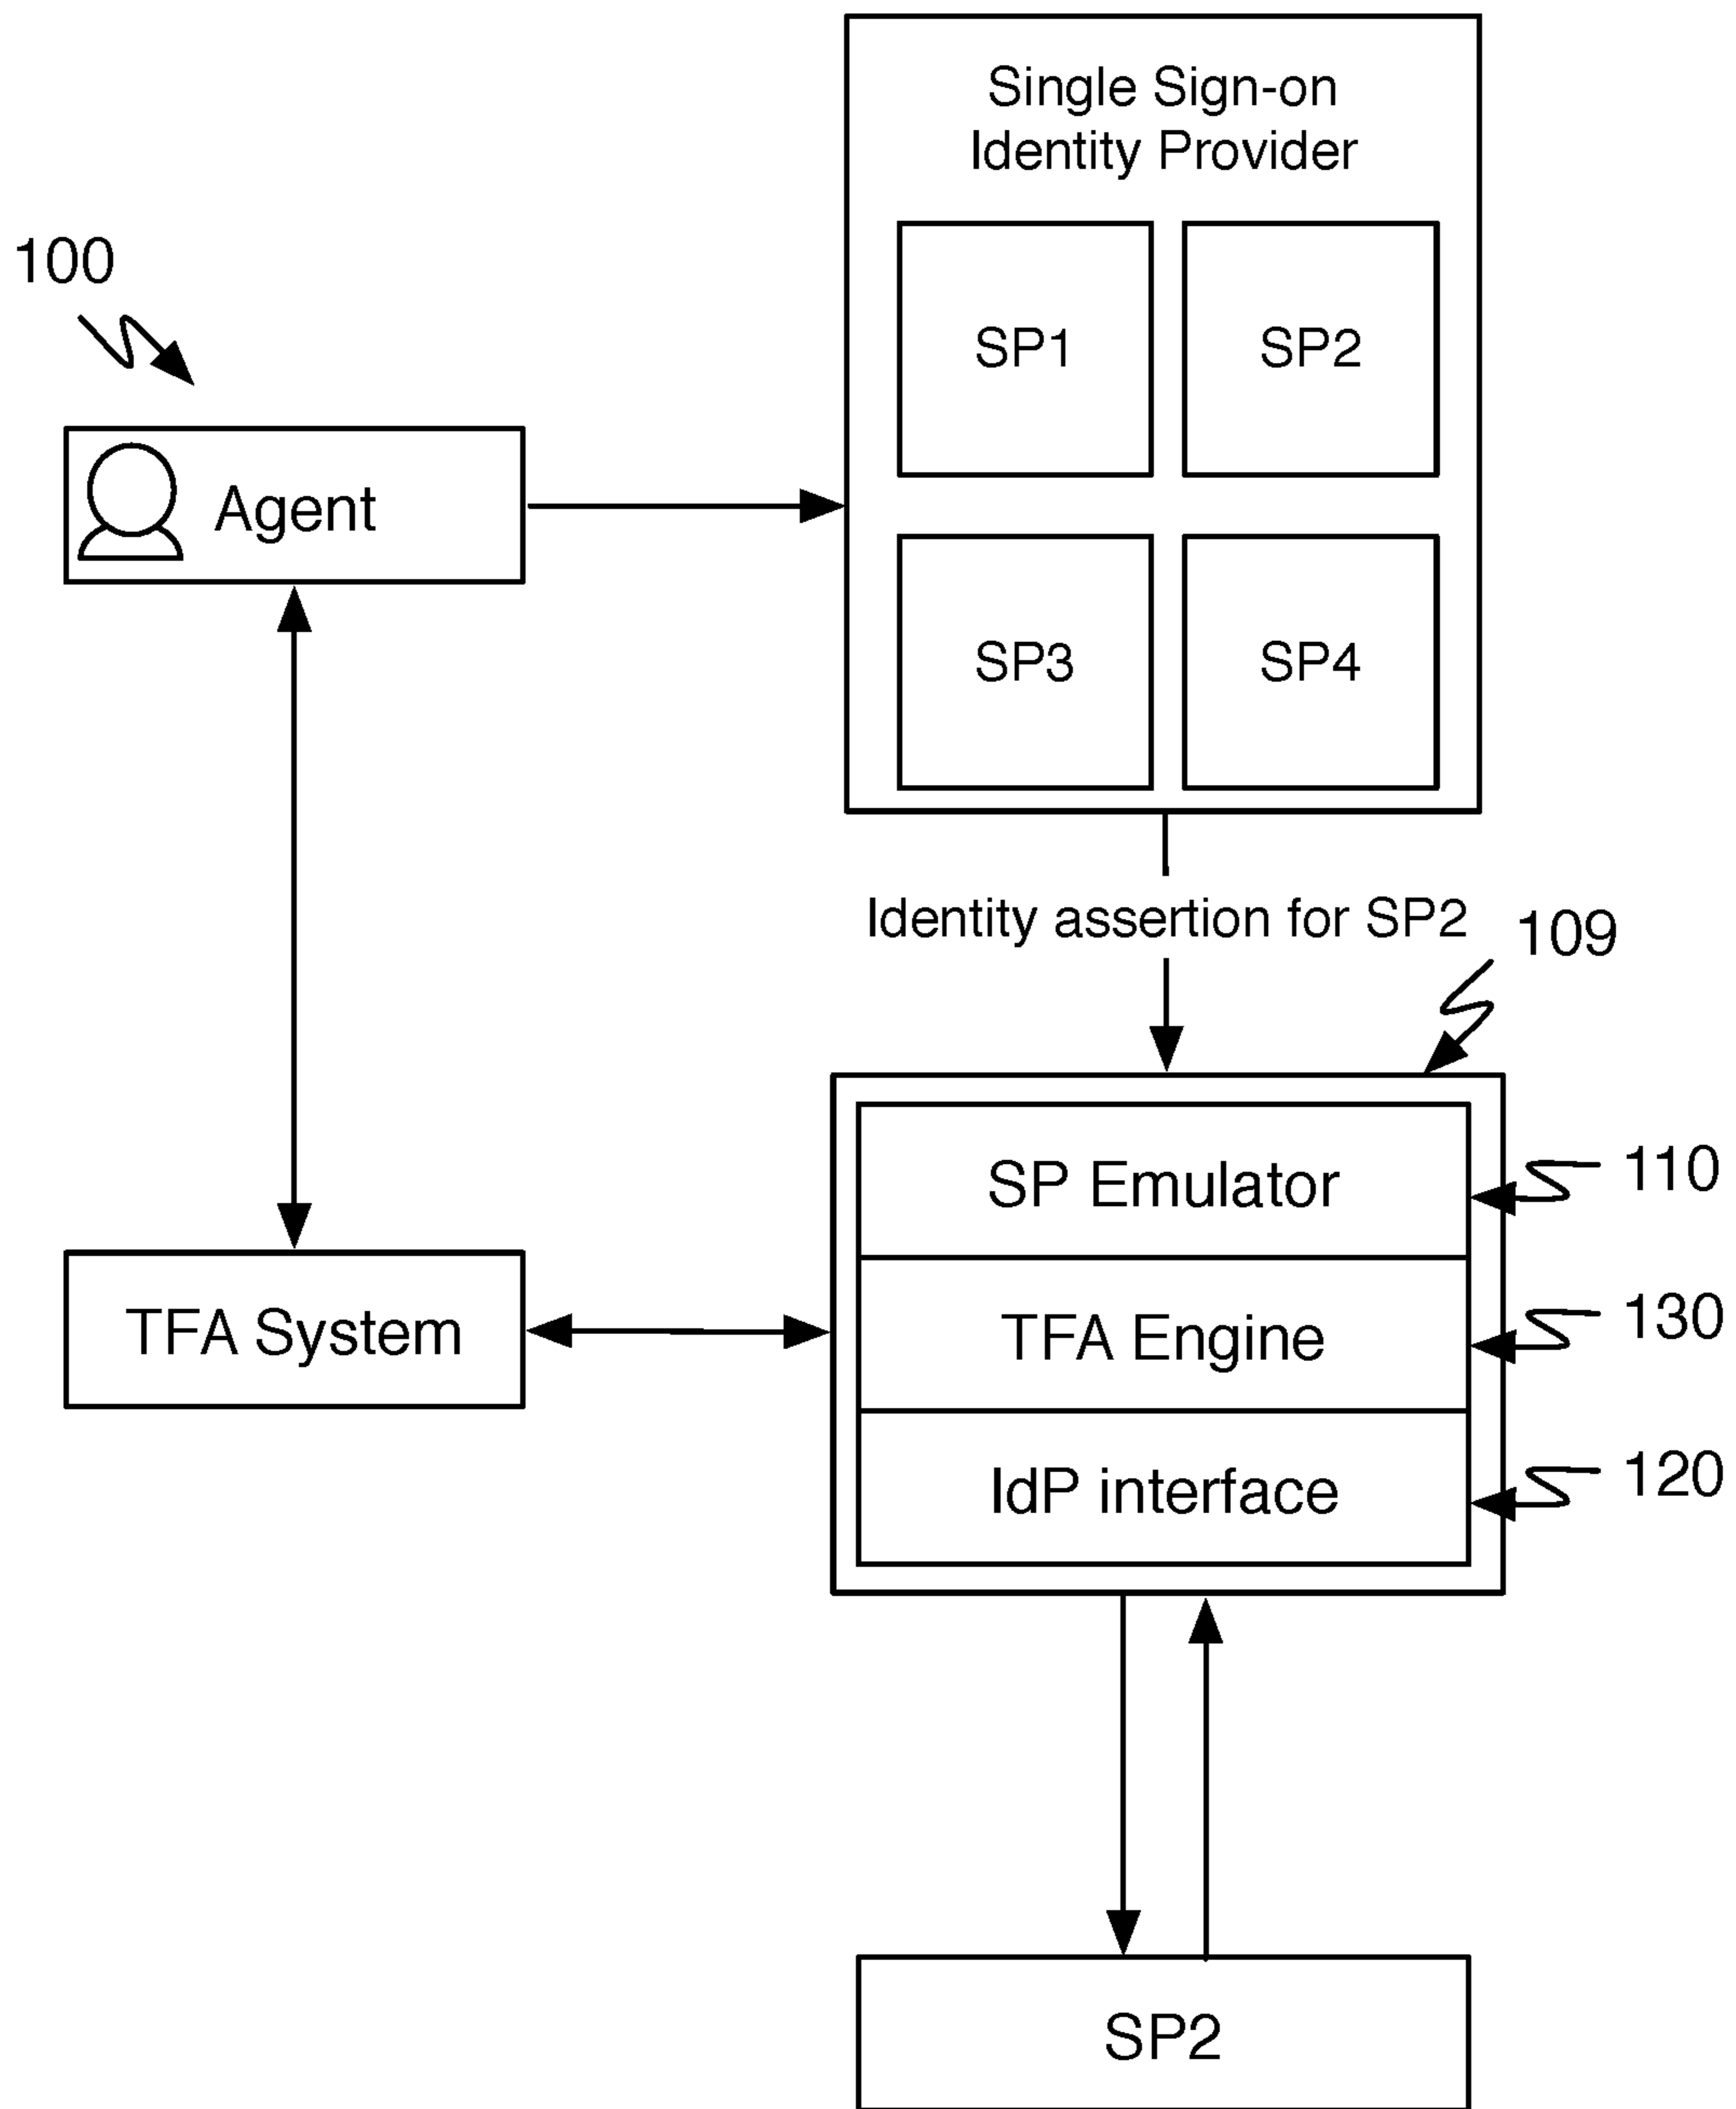 Single Sign-on
Identity Provider
100
SP1
SP2
Agent
SP3
SP4
Identity assertion for SP2
109
SP Emulator
110
TFA System
TFA Engine
130
IdP interface
120
SP2